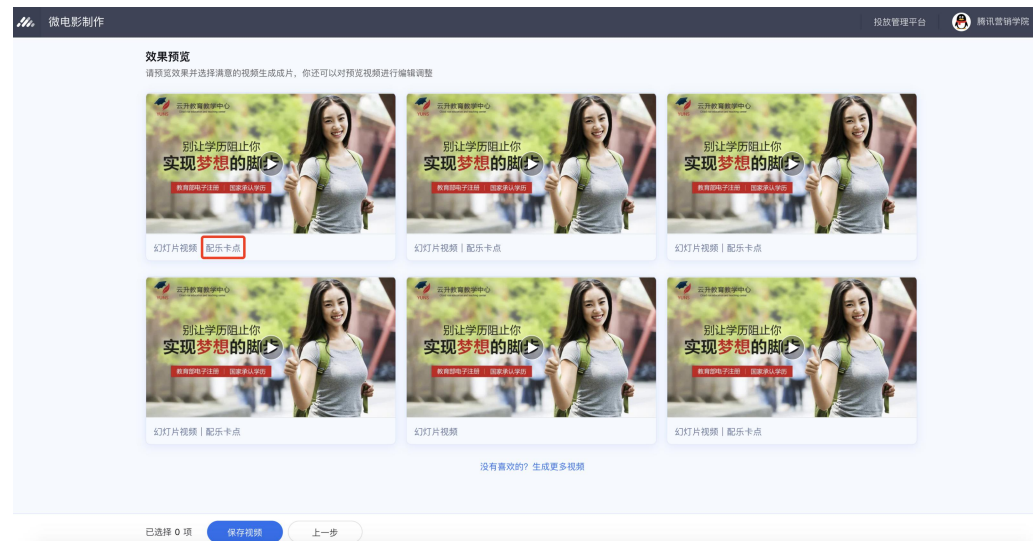 微电影制作
投放管理平台
腾讯营销学院
效果预览
请预览效果并选择满意的视频生成成片，你还可以对预览视频进行编辑调整
云升教育教学中心
别让学历阻止你
实现梦想的脚步
教育部电子注册 | 国家承认学历
幻灯片视频 | 配乐卡点
云升教育教学中心
别让学历阻止你
实现梦想的脚步
教育部电子注册 | 国家承认学历
幻灯片视频 | 配乐卡点
云升教育教学中心
别让学历阻止你
实现梦想的脚步
教育部电子注册 | 国家承认学历
幻灯片视频 | 配乐卡点
云升教育教学中心
别让学历阻止你
实现梦想的脚步
教育部电子注册 | 国家承认学历
幻灯片视频 | 配乐卡点
云升教育教学中心
别让学历阻止你
实现梦想的脚步
教育部电子注册 | 国家承认学历
幻灯片视频
云升教育教学中心
别让学历阻止你
实现梦想的脚步
教育部电子注册 | 国家承认学历
幻灯片视频 | 配乐卡点
没有喜欢的？生成更多视频
已选择 0 项
保存视频
上一步